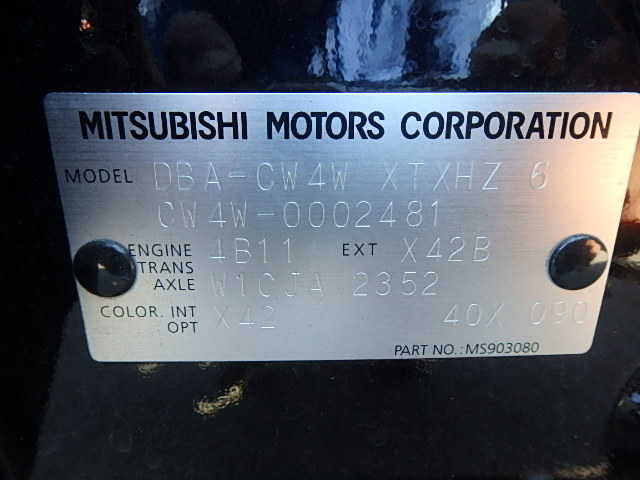 MITSUBISHI MOTORS CORPORATION
MODEL DBA-CW4W XTXHZ 6
CW4W-0002481
ENGINE 4B11 EXT X42B
TRANS
AXLE W1CJA 2352
COLOR. INT X42 40X 090
OPT
PART NO.: MS903080